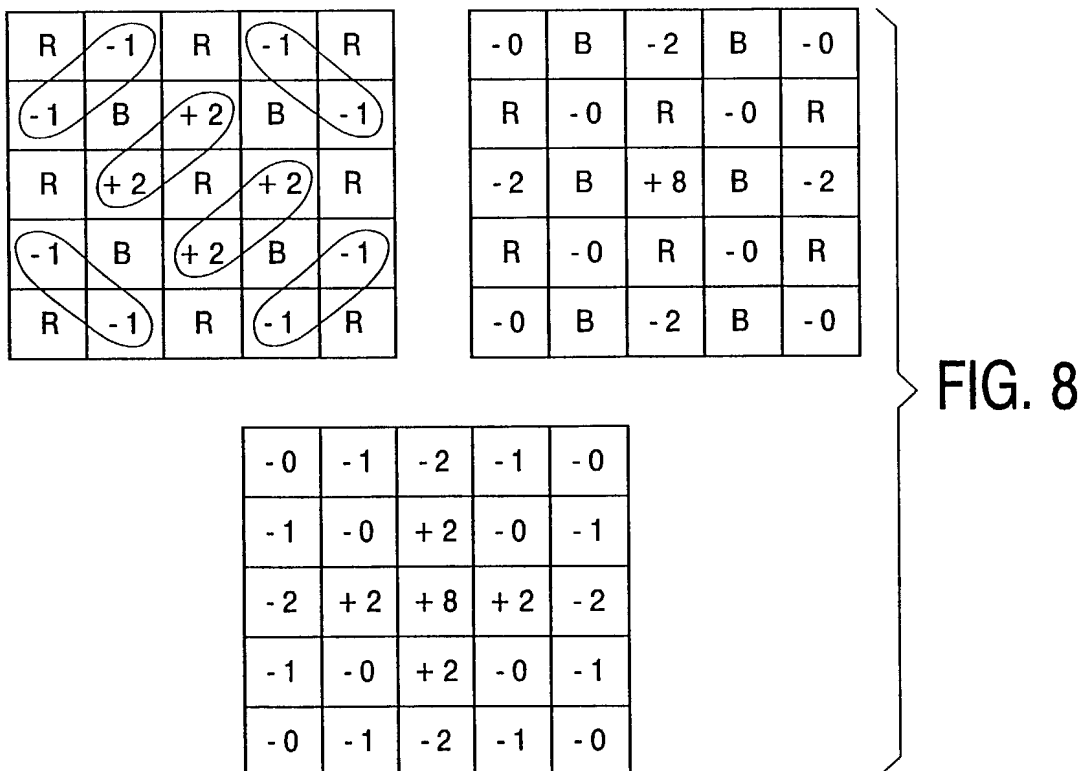 R -1 R -1 R
-1 B +2 B -1
R +2 R +2 R
-1 B +2 B -1
R -1 R -1 R
-0 B -2 B -0
R -0 R -0 R
-2 B +8 B -2
R -0 R -0 R
-0 B -2 B -0
-0 -1 -2 -1 -0
-1 -0 +2 -0 -1
-2 +2 +8 +2 -2
-1 -0 +2 -0 -1
-0 -1 -2 -1 -0
FIG. 8